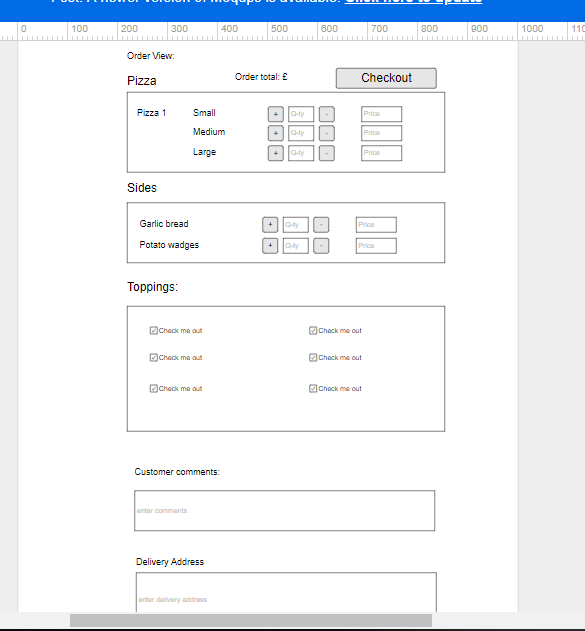 Psst: A newer version of Moqups is available. Click here to update
0 100 200 300 400 500 600 700 800 900 1000
Order View:
Pizza Order total: £ Checkout
Pizza 1 Small + Q-ty - Price
Medium + Q-ty - Price
Large + Q-ty - Price
Sides
Garlic bread + Q-ty - Price
Potato wadges + Q-ty - Price
Toppings:
Check me out Check me out
Check me out Check me out
Check me out Check me out
Customer comments:
enter comments
Delivery Address
enter delivery address